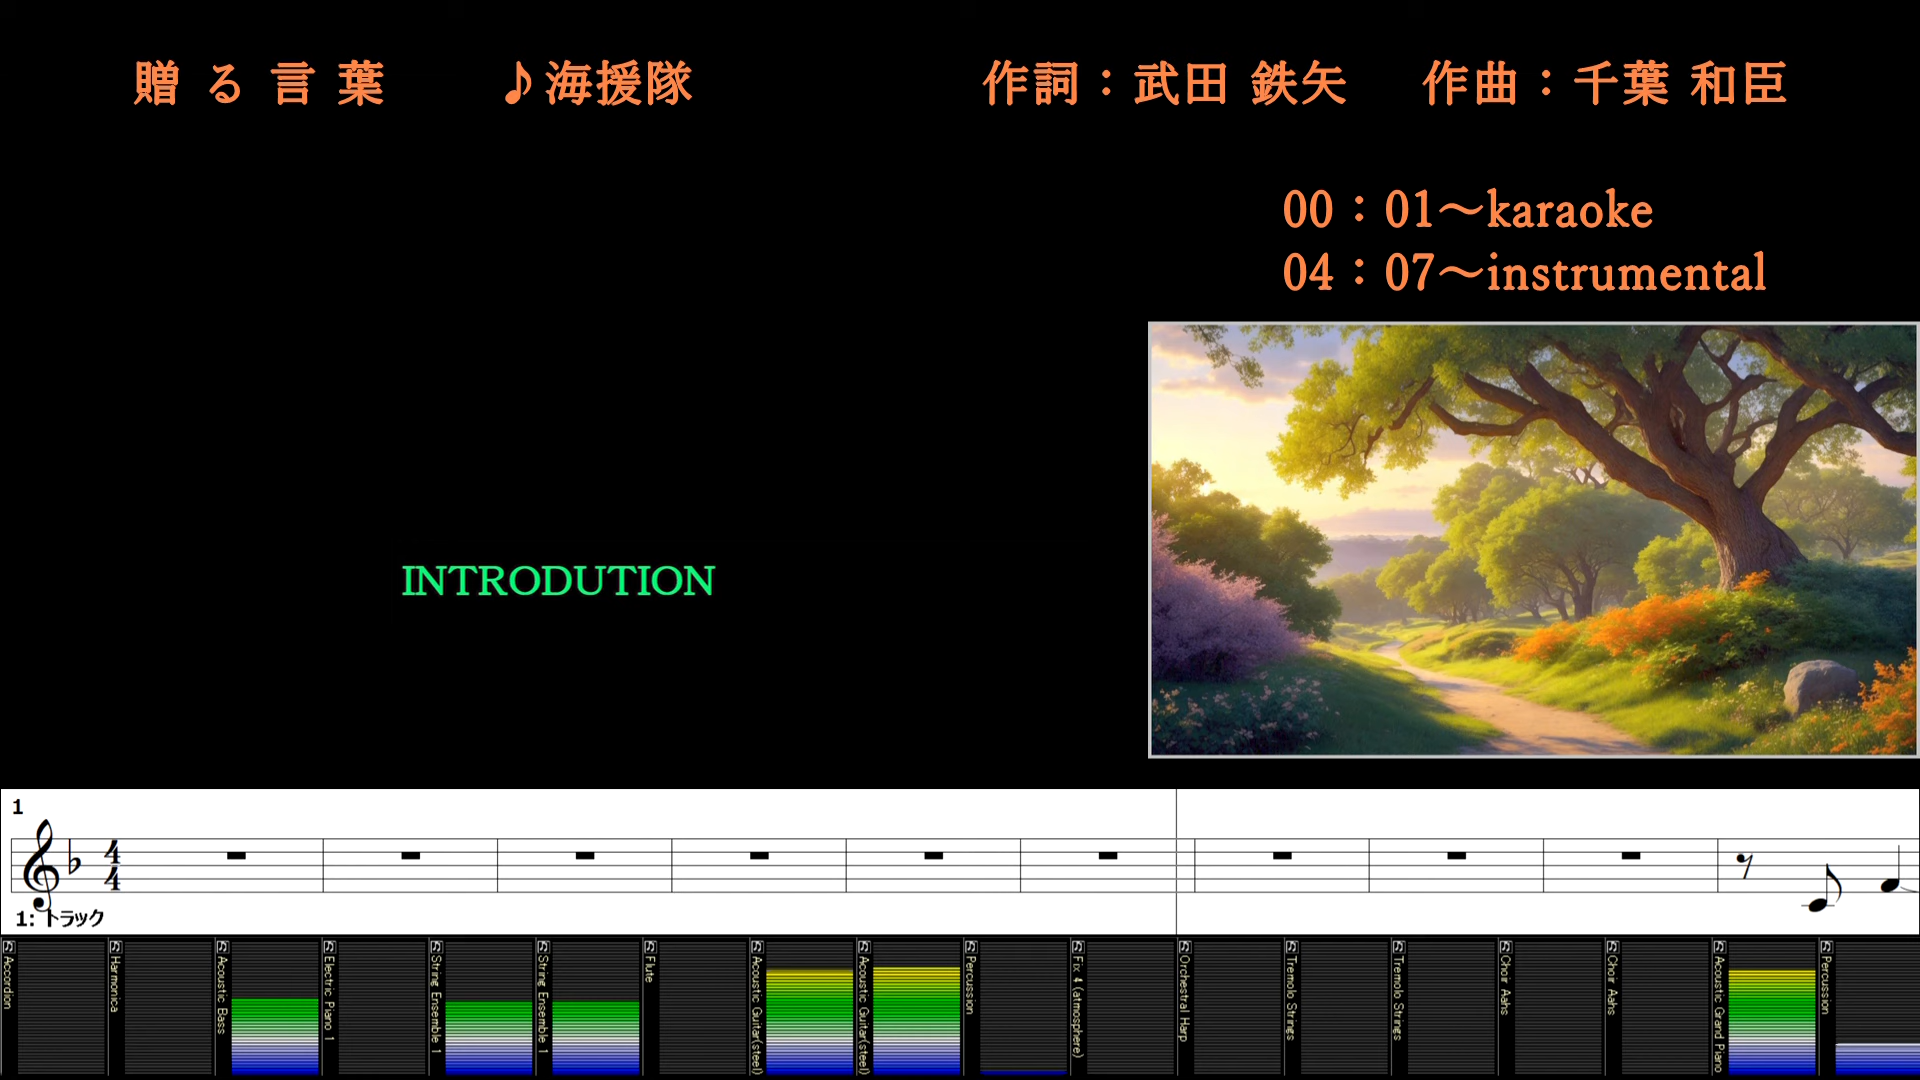 贈る言葉 ♪海援隊 作詞：武田 鉄矢 作曲：千葉 和臣
00：01～karaoke
04：07～instrumental
INTRODUTION
1
4
4
1: トラック
Accordion
Harmonica
Acoustic Bass
Electric Piano 1
String Ensemble 1
String Ensemble 1
Flute
Acoustic Guitar(steel)
Acoustic Guitar(steel)
Percussion
Fix 4 (atmosphere)
Orchestral Harp
Tremolo Strings
Tremolo Strings
Choir Aahs
Choir Aahs
Acoustic Grand Piano
Percussion